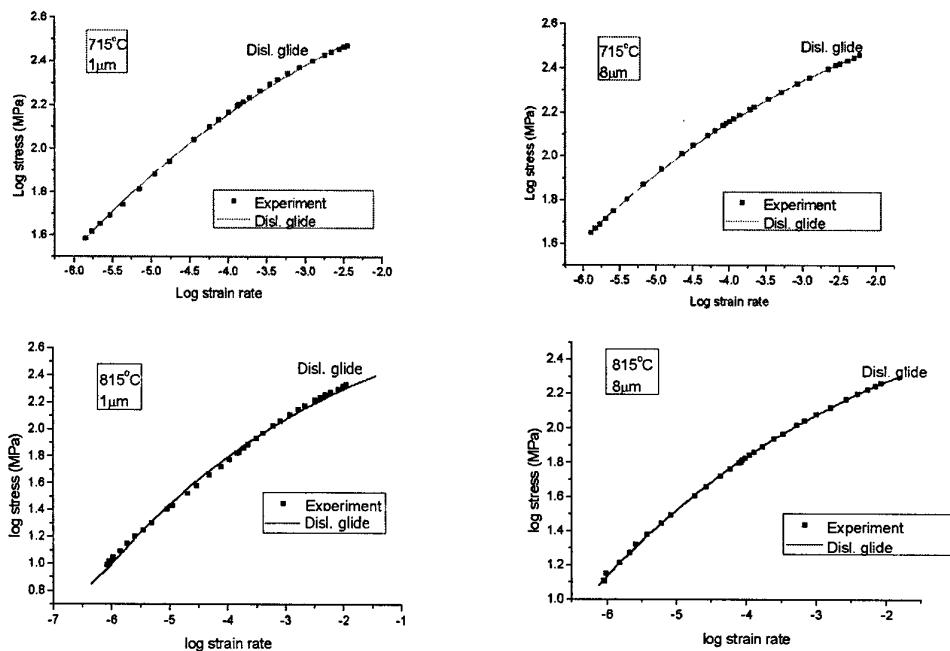 2.6
2.4
2.2
2.0
1.8
1.6
Log stress (MPa)
715°C
1μm
Disl. glide
Experiment
Disl. glide
-6.0 -5.5 -5.0 -4.5 -4.0 -3.5 -3.0 -2.5 -2.0
Log strain rate
2.6
2.4
2.2
2.0
1.8
1.6
Log stress (MPa)
715°C
8μm
Disl. glide
Experiment
Disl. glide
-6.0 -5.5 -5.0 -4.5 -4.0 -3.5 -3.0 -2.5 -2.0
Log strain rate
2.6
2.4
2.2
2.0
1.8
1.6
1.4
1.2
1.0
0.8
log stress (MPa)
815°C
1μm
Disl. glide
Experiment
Disl. glide
-7 -6 -5 -4 -3 -2 -1
log strain rate
2.6
2.4
2.2
2.0
1.8
1.6
1.4
1.2
1.0
log stress (MPa)
815°C
8μm
Disl. glide
Experiment
Disl. glide
-6 -5 -4 -3 -2
log strain rate